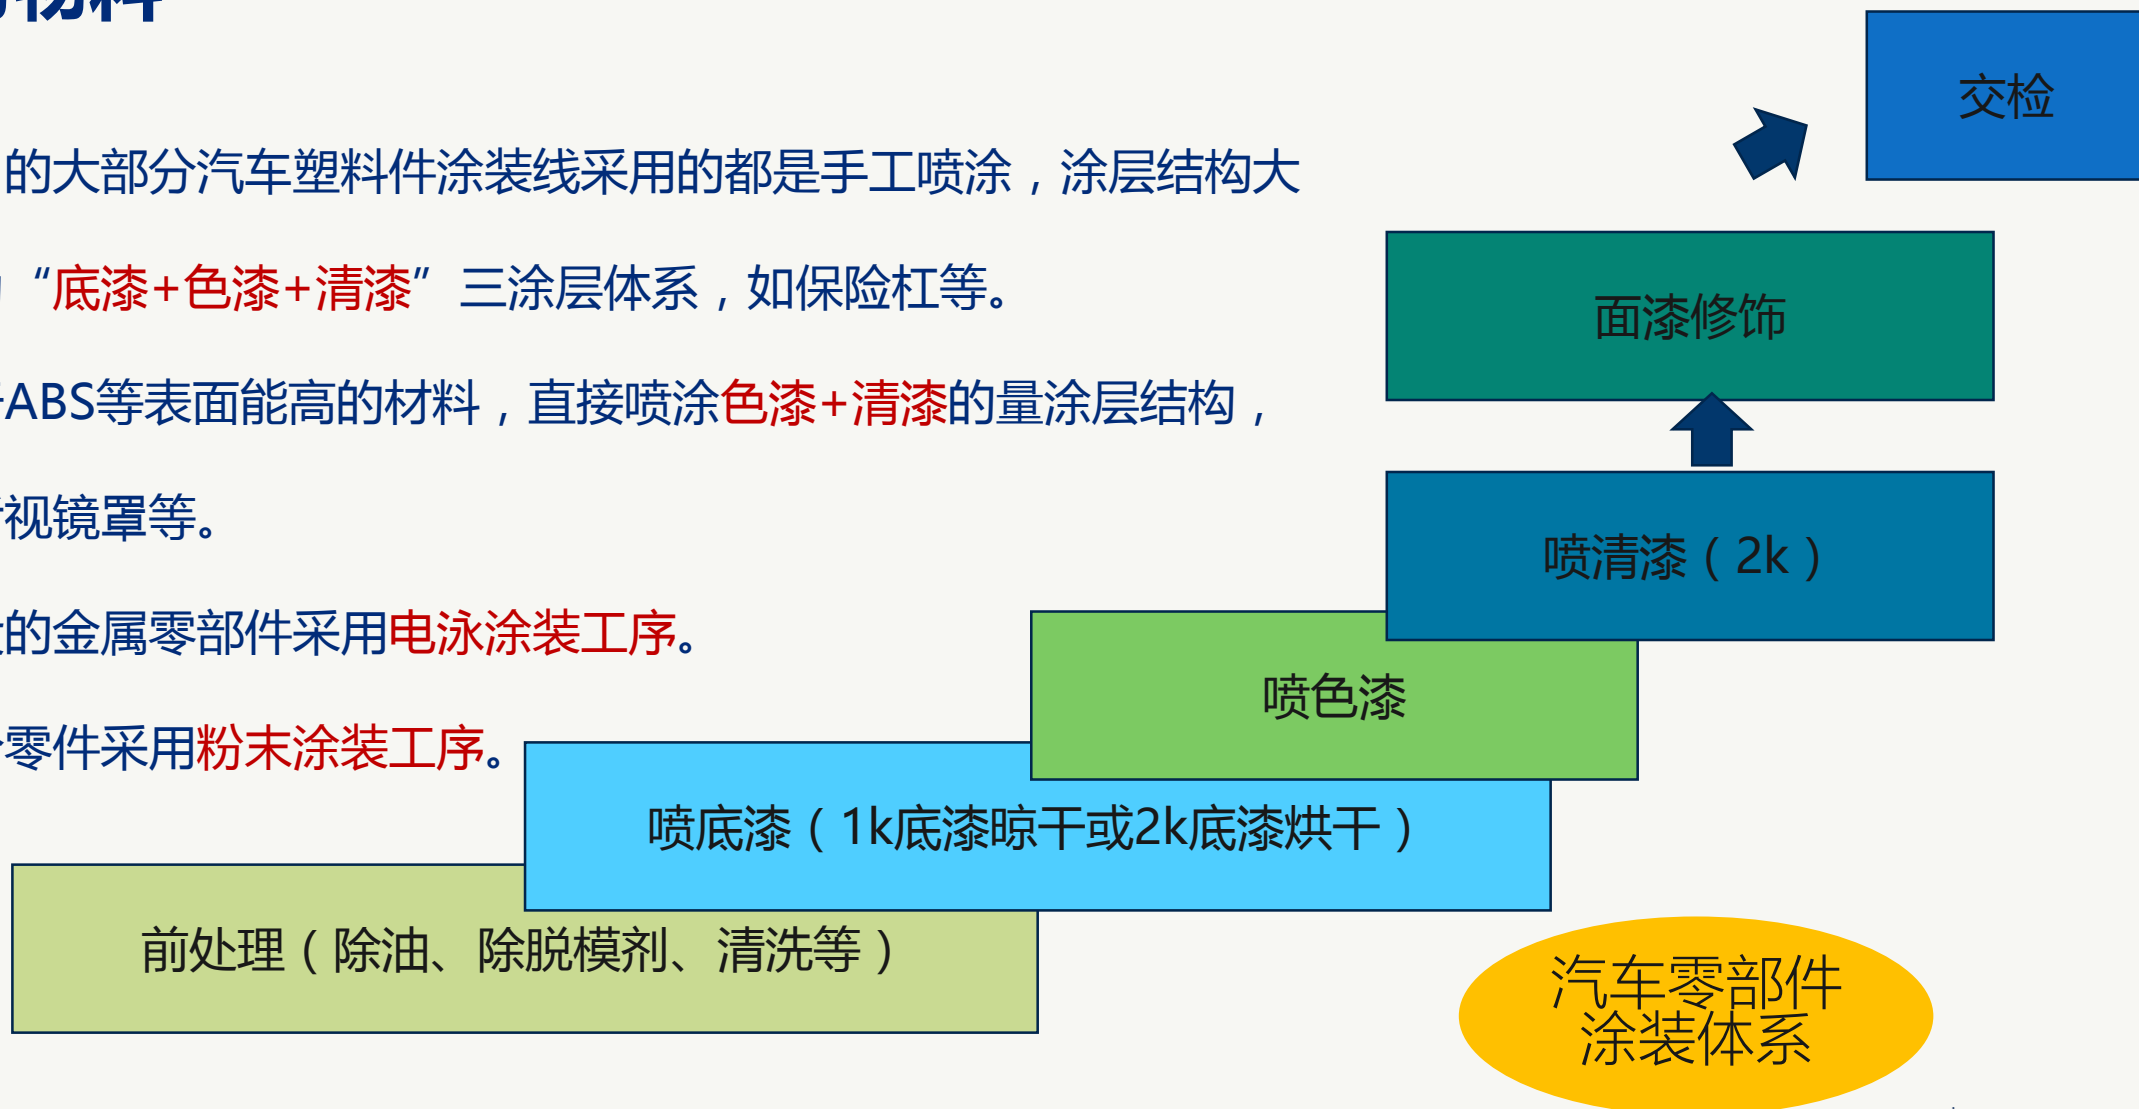 物料
的大部分汽车塑料件涂装线采用的都是手工喷涂，涂层结构大
“底漆+色漆+清漆”三涂层体系，如保险杠等。
ABS等表面能高的材料，直接喷涂色漆+清漆的量涂层结构，
视镜罩等。
的金属零部件采用电泳涂装工序。
零件采用粉末涂装工序。
交检
面漆修饰
喷清漆（2k）
喷色漆
喷底漆（1k底漆晾干或2k底漆烘干）
前处理（除油、除脱模剂、清洗等）
汽车零部件
涂装体系